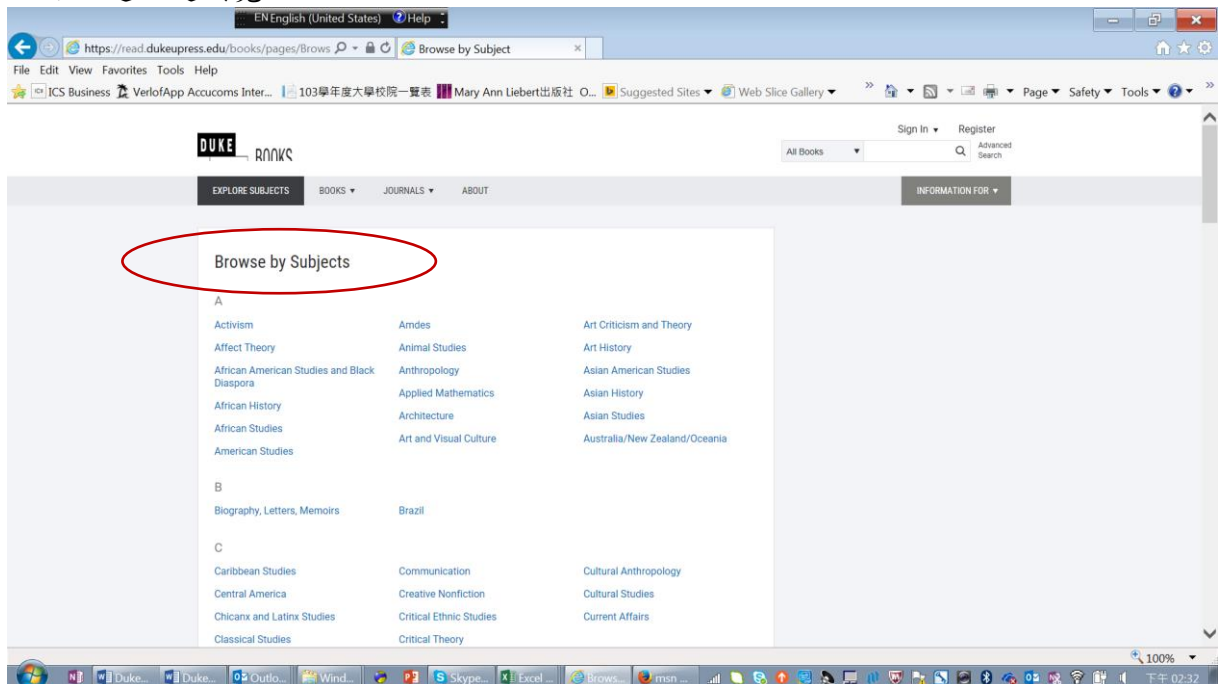 EN English (United States) Help
https://read.dukeupress.edu/books/pages/Brows
Browse by Subject
File Edit View Favorites Tools Help
ICS Business VerlofApp Accucoms Inter... 103學年度大學校院一覽表 Mary Ann Liebert出版社 O... Suggested Sites Web Slice Gallery
Page Safety Tools
Sign In Register
DUKE BOOKS
All Books
Advanced
Search
EXPLORE SUBJECTS BOOKS JOURNALS ABOUT INFORMATION FOR
Browse by Subjects
A
Activism Amdes Art Criticism and Theory
Affect Theory Animal Studies Art History
African American Studies and Black Anthropology Asian American Studies
Diaspora Applied Mathematics Asian History
African History Architecture Asian Studies
African Studies Art and Visual Culture Australia/New Zealand/Oceania
American Studies
B
Biography, Letters, Memoirs Brazil
C
Caribbean Studies Communication Cultural Anthropology
Central America Creative Nonfiction Cultural Studies
Chicanx and Latinx Studies Critical Ethnic Studies Current Affairs
Classical Studies Critical Theory
100%
Duke... Duke... Outlo... Wind... Skype... Excel ... Brows... msn ... 下午 02:32